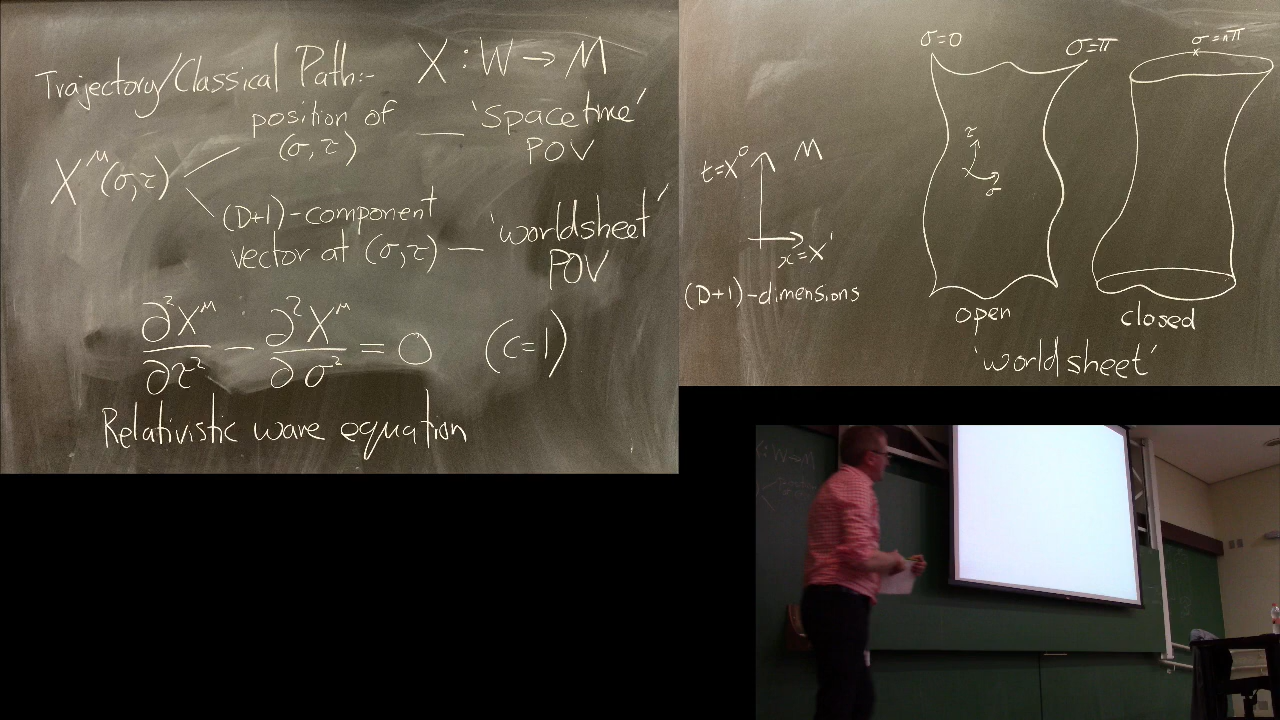 Trajectory/Classical Path:- X : W → M
X^μ(σ,τ)
position of (σ,τ) — 'spacetime' POV
(D+1)-component vector at (σ,τ) — 'worldsheet' POV
∂²X^μ/∂τ² − ∂²X^μ/∂σ² = 0 (c=1)
Relativistic wave equation
σ=0
σ=π
σ=nπ
τ
σ
t=X⁰
M
x=X¹
(D+1)-dimensions
open
closed
'worldsheet'
: W → M